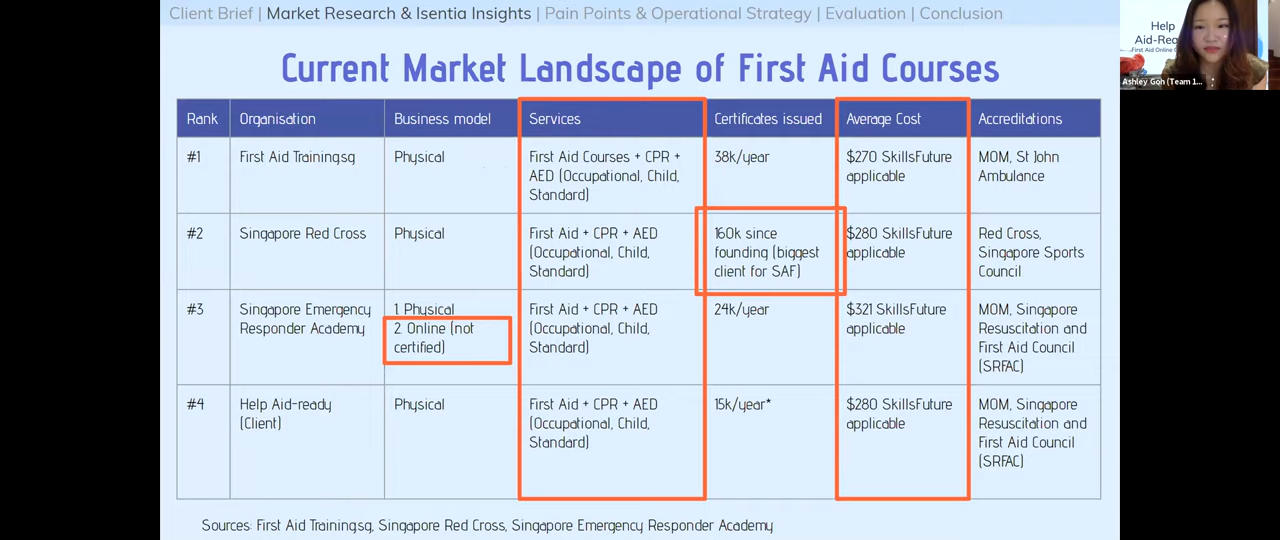 Client Brief | Market Research & Isentia Insights | Pain Points & Operational Strategy | Evaluation | Conclusion
Current Market Landscape of First Aid Courses
Rank Organisation Business model Services Certificates issued Average Cost Accreditations
#1 First Aid Training.sg Physical First Aid Courses + CPR + 38k/year $270 SkillsFuture MOM, St John
AED (Occupational, Child, applicable Ambulance
Standard)
#2 Singapore Red Cross Physical First Aid + CPR + AED 160k since $280 SkillsFuture Red Cross,
(Occupational, Child, founding (biggest applicable Singapore Sports
Standard) client for SAF) Council
#3 Singapore Emergency 1. Physical First Aid + CPR + AED 24k/year $321 SkillsFuture MOM, Singapore
Responder Academy 2. Online (not (Occupational, Child, applicable Resuscitation and
certified) Standard) First Aid Council
(SRFAC)
#4 Help Aid-ready Physical First Aid + CPR + AED 15k/year* $280 SkillsFuture MOM, Singapore
(Client) (Occupational, Child, applicable Resuscitation and
Standard) First Aid Council
(SRFAC)
Sources: First Aid Training.sg, Singapore Red Cross, Singapore Emergency Responder Academy
Help
First Aid Online
Ashley Goh (Team 1...